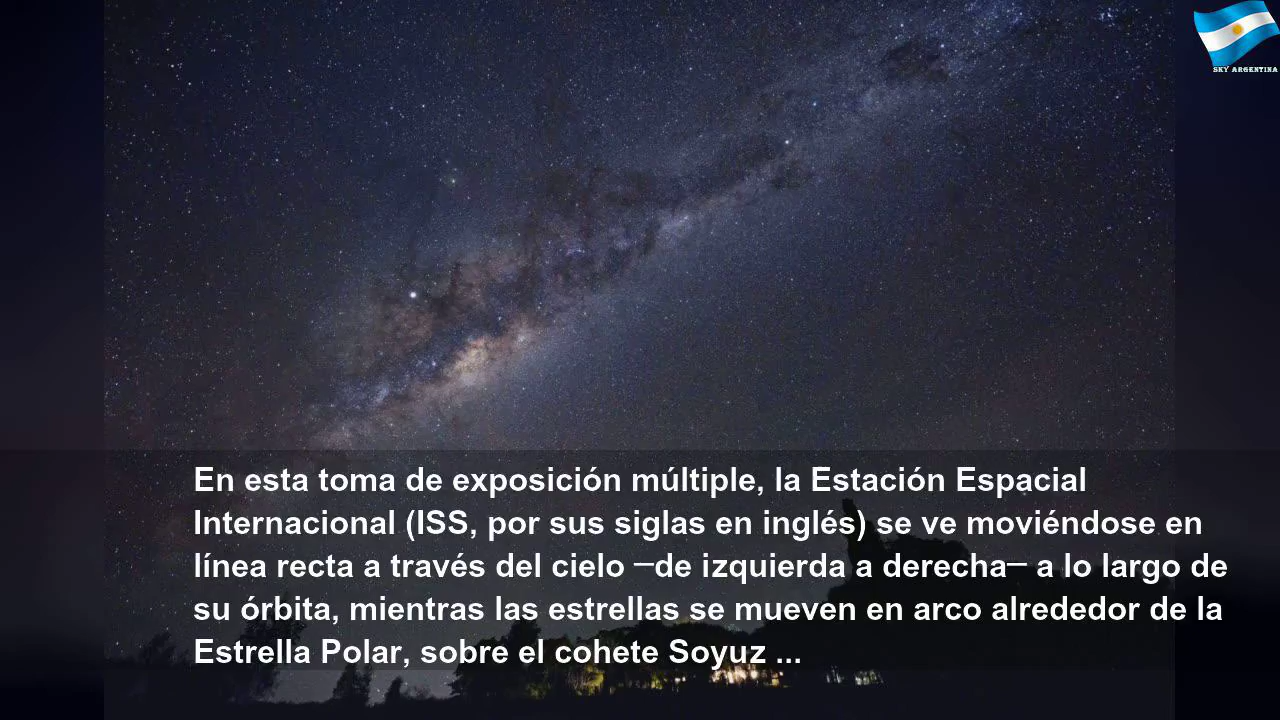 SKY ARGENTINA
En esta toma de exposición múltiple, la Estación Espacial
Internacional (ISS, por sus siglas en inglés) se ve moviéndose en
línea recta a través del cielo —de izquierda a derecha— a lo largo de
su órbita, mientras las estrellas se mueven en arco alrededor de la
Estrella Polar, sobre el cohete Soyuz ...